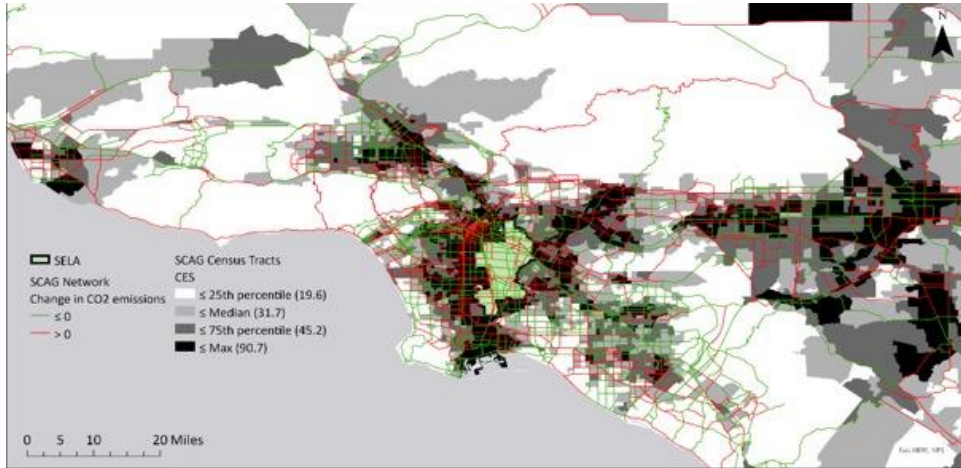 N
SELA
SCAG Network
Change in CO2 emissions
≤ 0
> 0
SCAG Census Tracts
CES
≤ 25th percentile (19.6)
≤ Median (31.7)
≤ 75th percentile (45.2)
≤ Max (90.7)
0 5 10 20 Miles